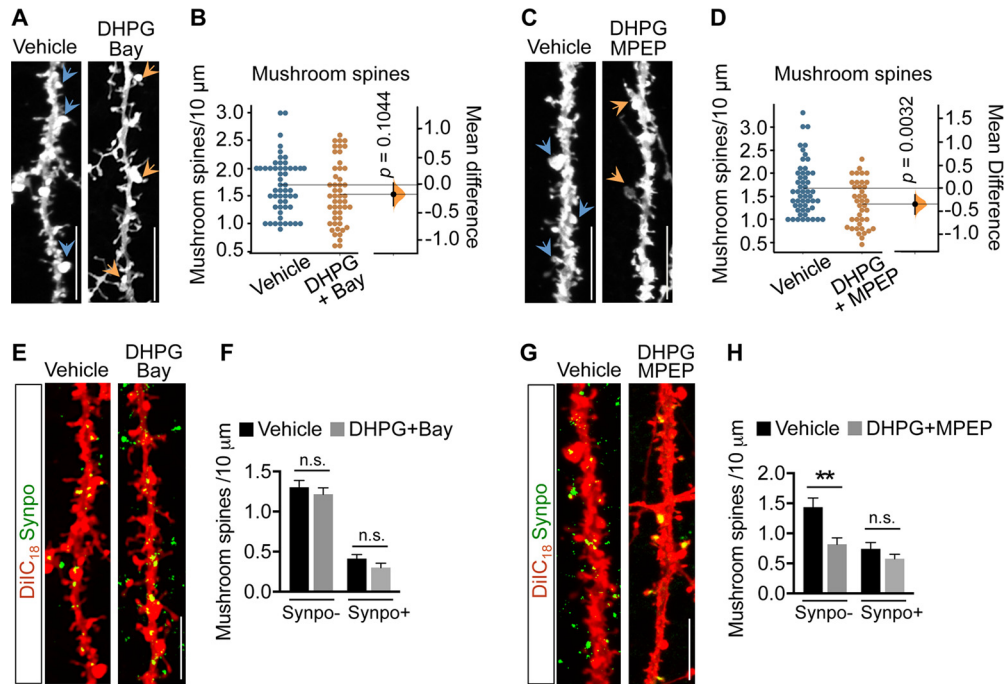 A
Vehicle
DHPG
Bay
B
Mushroom spines
Mushroom spines/10 µm
3.0
2.5
2.0
1.5
1.0
0.5
Vehicle
DHPG
+ Bay
p = 0.1044
1.0
0.5
0.0
−0.5
−1.0
Mean difference
C
Vehicle
DHPG
MPEP
D
Mushroom spines
Mushroom spines/10 µm
3.0
2.5
2.0
1.5
1.0
0.5
Vehicle
DHPG
+ MPEP
p = 0.0032
1.5
1.0
0.5
0.0
−0.5
−1.0
Mean Difference
E
Vehicle
DHPG
Bay
DiIC18 Synpo
F
Vehicle
DHPG+Bay
Mushroom spines /10 µm
1.5
1.0
0.5
0.0
n.s.
n.s.
Synpo-
Synpo+
G
Vehicle
DHPG
MPEP
DiIC18 Synpo
H
Vehicle
DHPG+MPEP
Mushroom spines /10 µm
2.0
1.5
1.0
0.5
0.0
**
n.s.
Synpo-
Synpo+